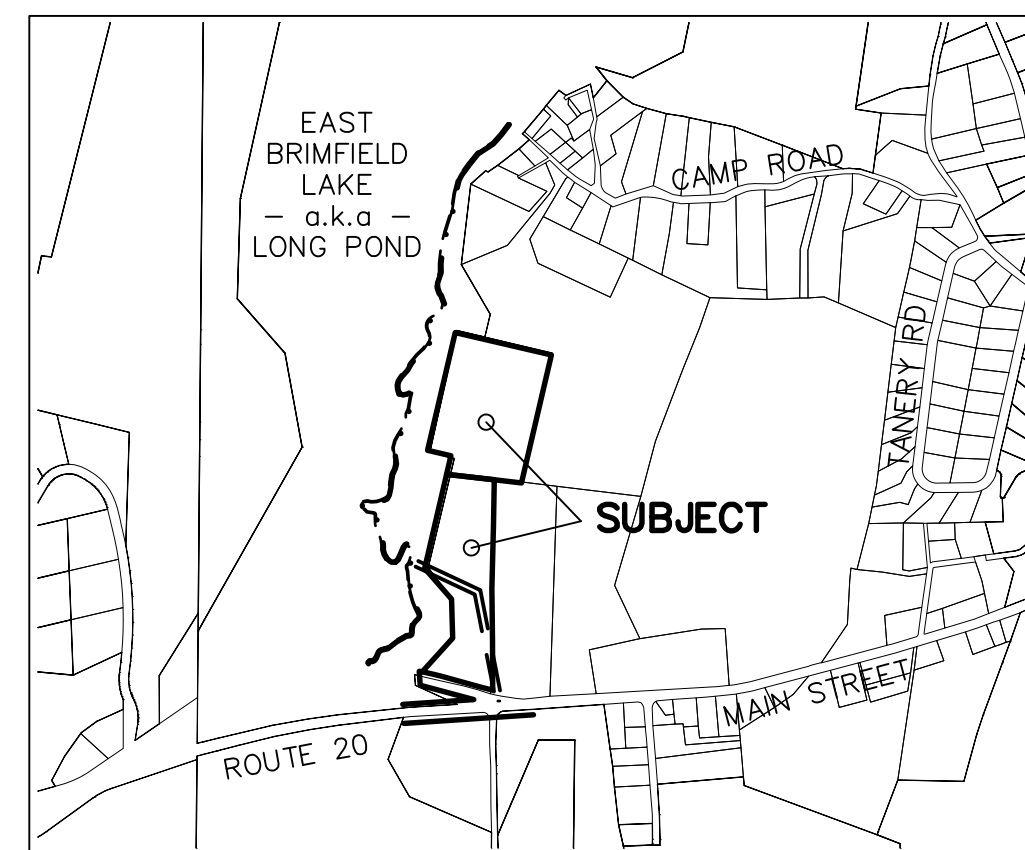 EAST
BRIMFIELD
LAKE
— a.k.a —
LONG POND
CAMP ROAD
TANERY RD
SUBJECT
MAIN STREET
ROUTE 20